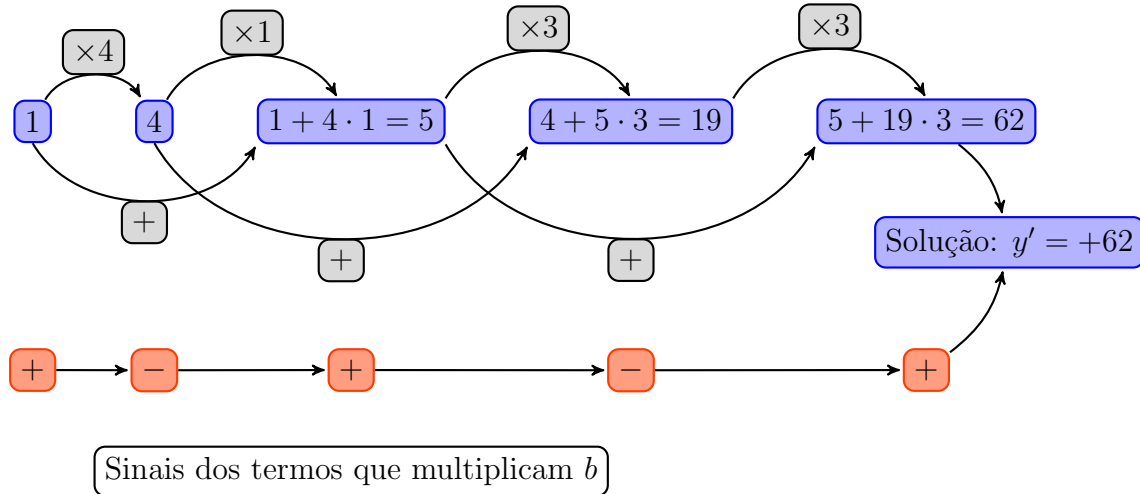 ×4 ×1 ×3 ×3
1 4 1 + 4 · 1 = 5 4 + 5 · 3 = 19 5 + 19 · 3 = 62
+ + +
Solução: y′ = +62
+ − + − +
Sinais dos termos que multiplicam b